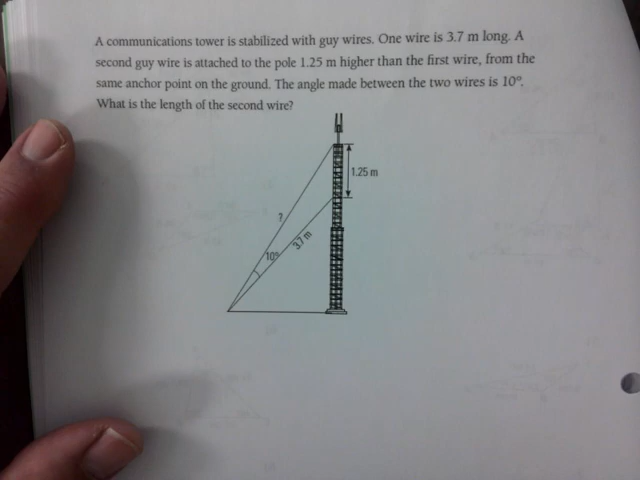 A communications tower is stabilized with guy wires. One wire is 3.7 m long. A
second guy wire is attached to the pole 1.25 m higher than the first wire, from the
same anchor point on the ground. The angle made between the two wires is 10°.
What is the length of the second wire?
1.25 m
?
10°
3.7 m